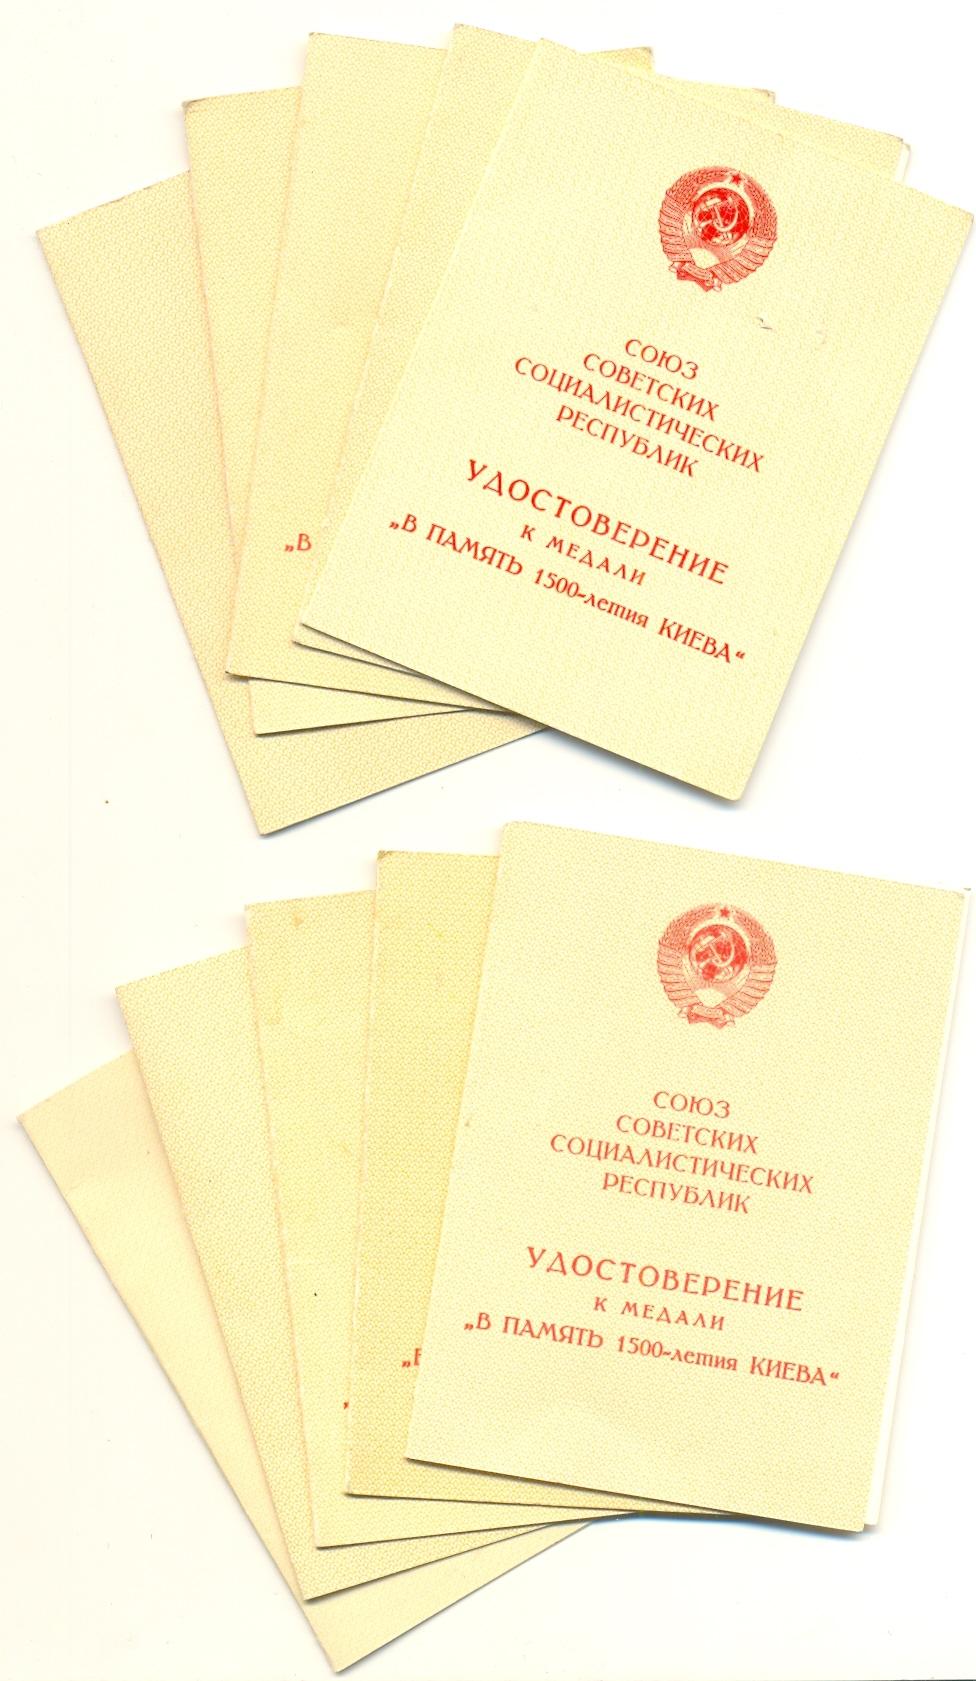 СОЮЗ
СОВЕТСКИХ
СОЦИАЛИСТИЧЕСКИХ
РЕСПУБЛИК
УДОСТОВЕРЕНИЕ
К МЕДАЛИ
„В ПАМЯТЬ 1500-летия КИЕВА“
„В
СОЮЗ
СОВЕТСКИХ
СОЦИАЛИСТИЧЕСКИХ
РЕСПУБЛИК
УДОСТОВЕРЕНИЕ
К МЕДАЛИ
„В ПАМЯТЬ 1500-летия КИЕВА“